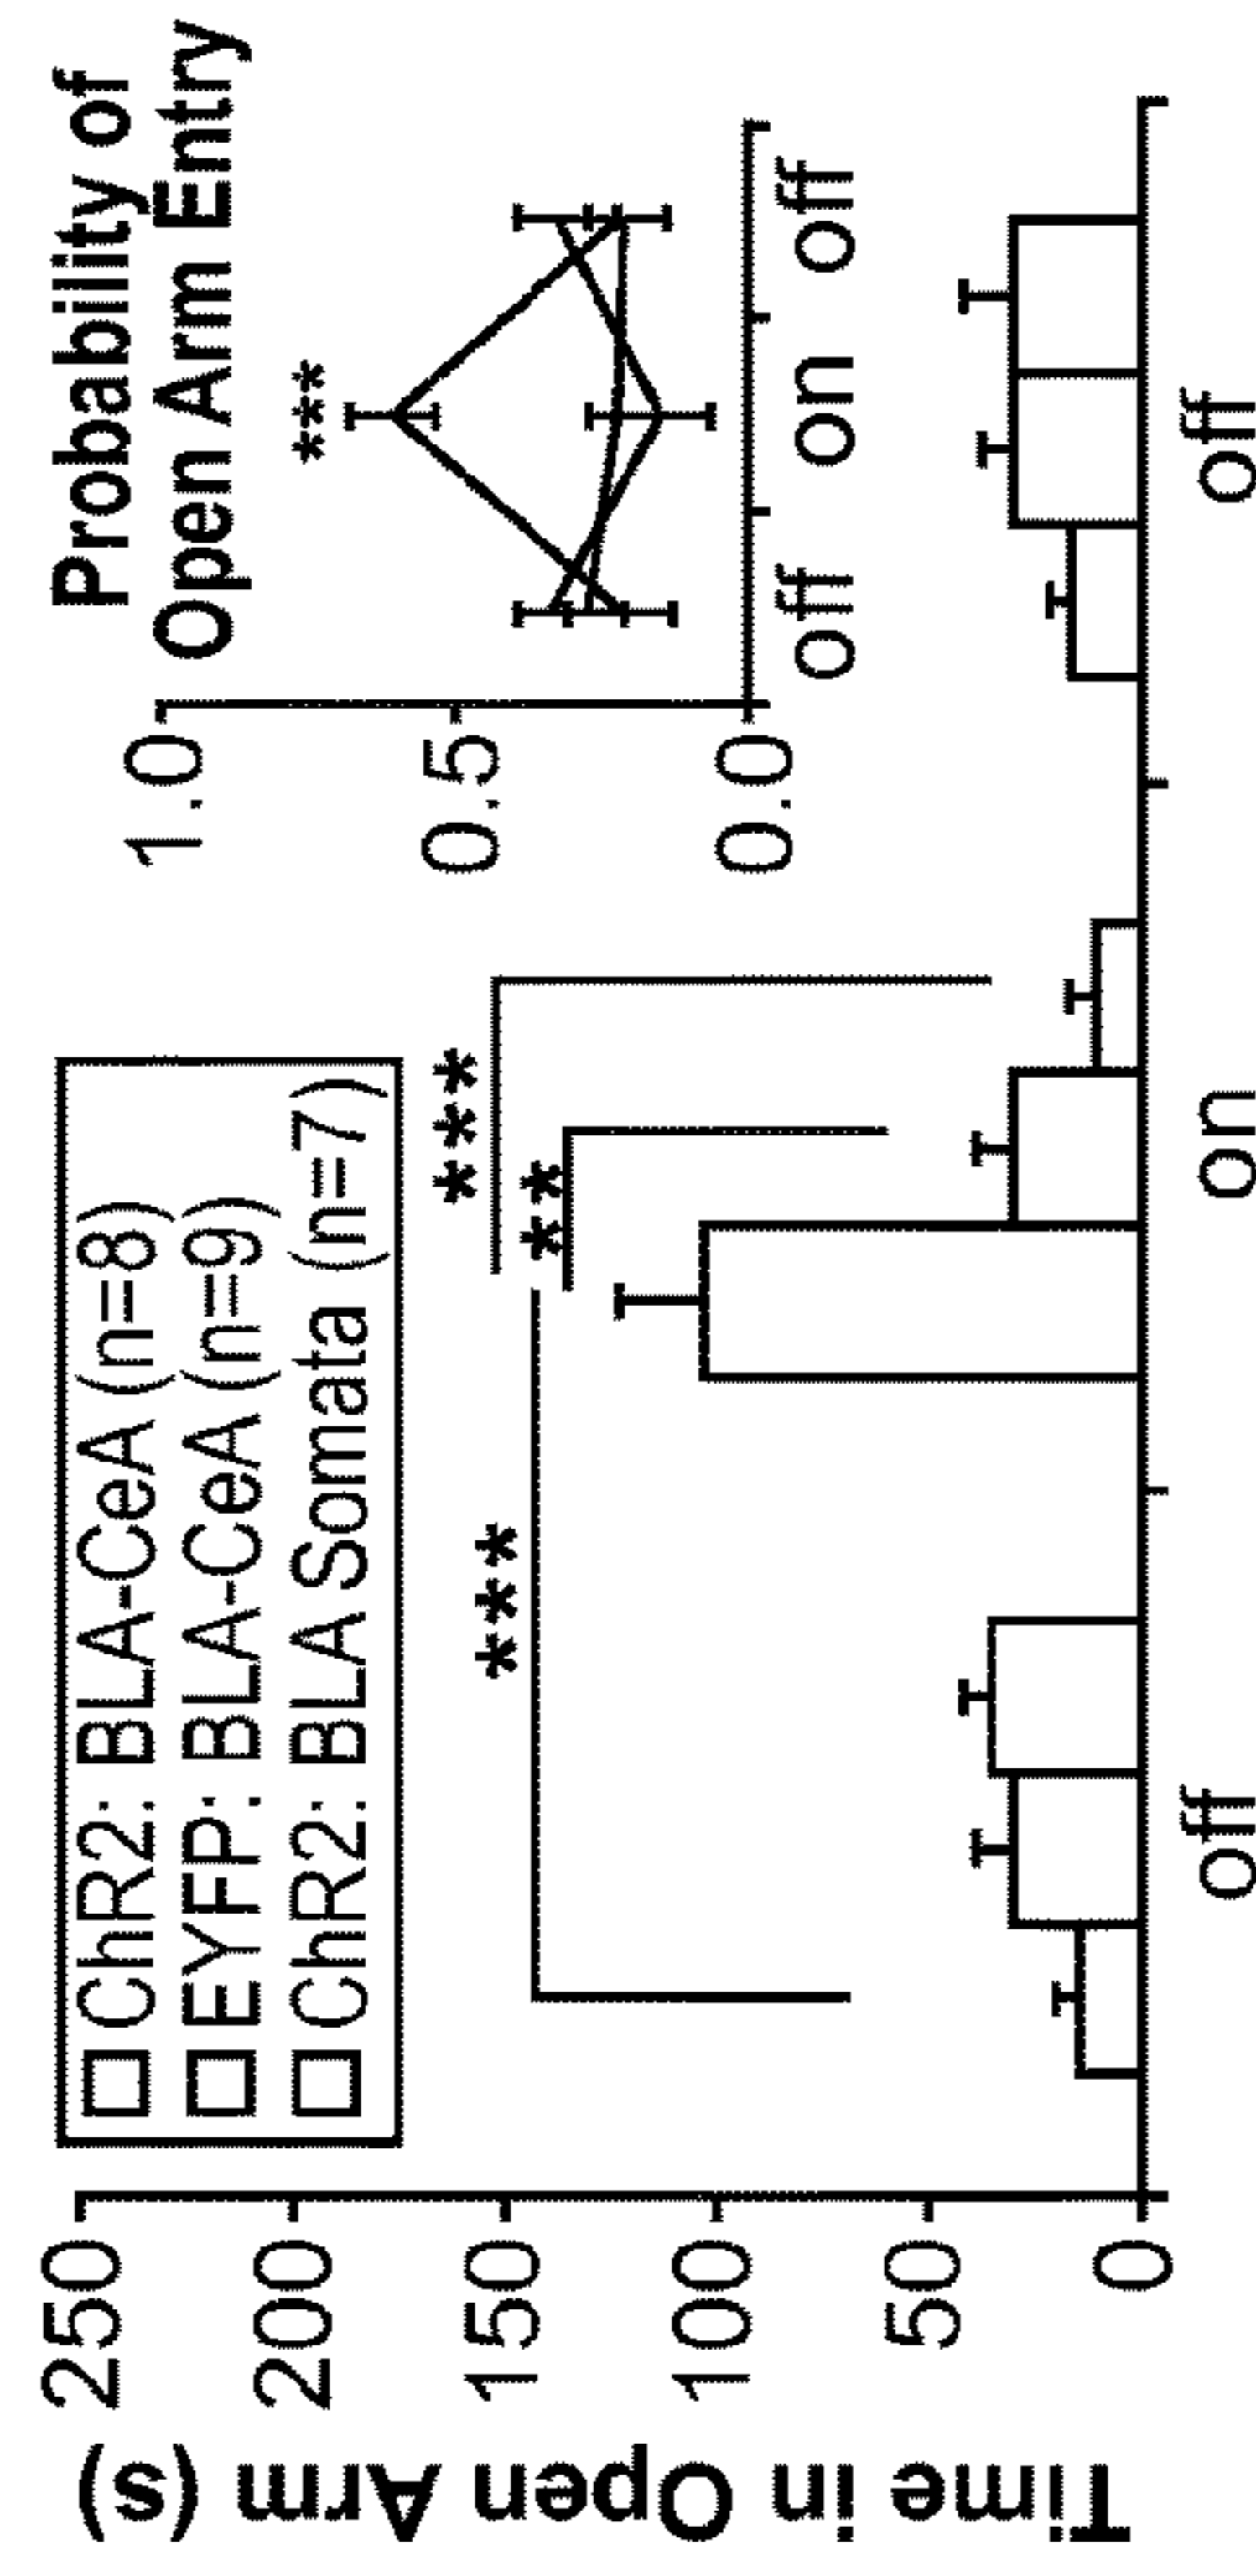 Time in Open Arm (s)
250
200
150
100
50
0
ChR2: BLA-CeA (n=8)
EYFP: BLA-CeA (n=9)
ChR2: BLA Somata (n=7)
***
***
**
off
on
off
Probability of
Open Arm Entry
***
1.0
0.5
0.0
off on off